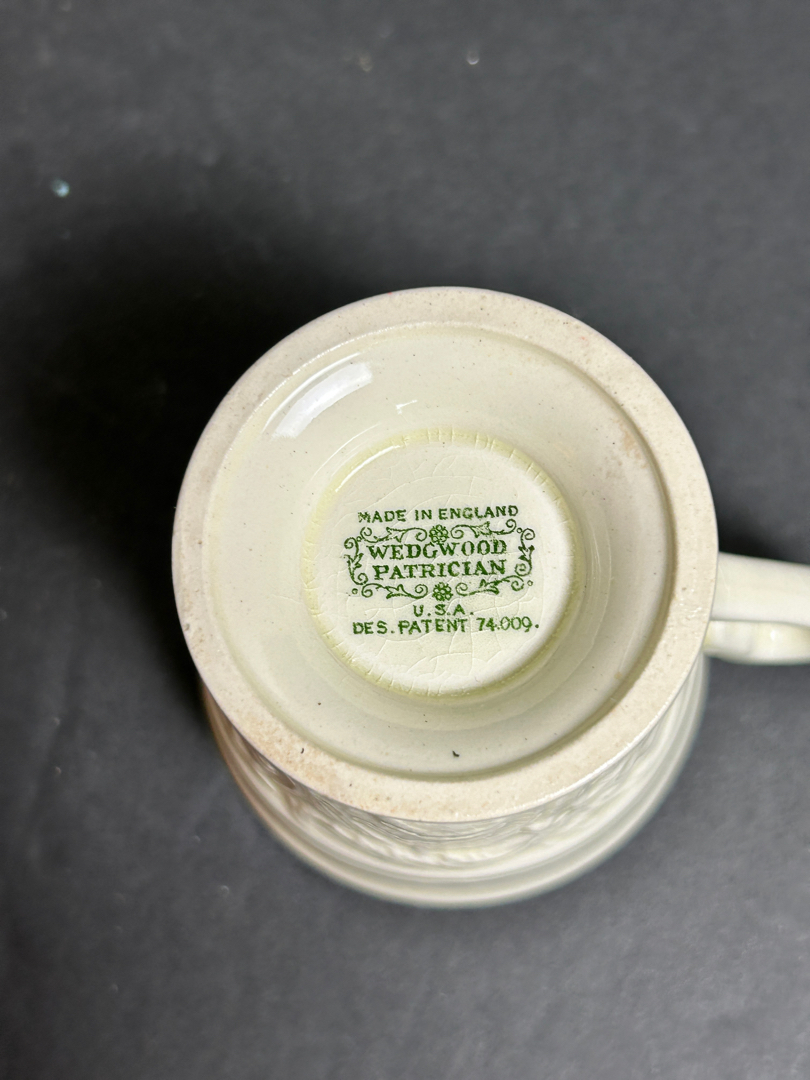 MADE IN ENGLAND
WEDGWOOD
PATRICIAN
U.S.A.
DES. PATENT 74.009.